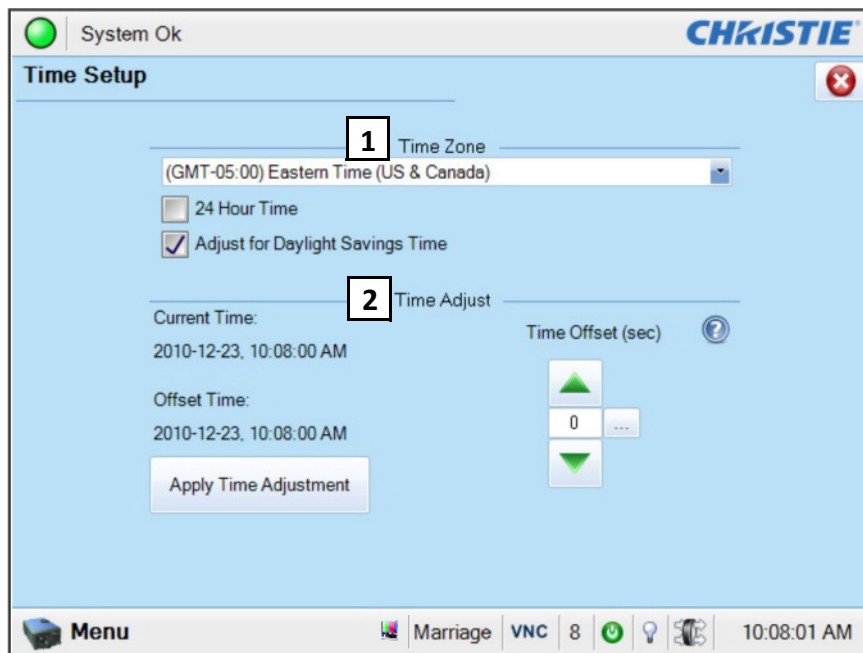 System Ok
CHRISTIE
Time Setup
1
Time Zone
(GMT-05:00) Eastern Time (US & Canada)
24 Hour Time
Adjust for Daylight Savings Time
2
Time Adjust
Current Time:
Time Offset (sec)
?
2010-12-23, 10:08:00 AM
Offset Time:
0
...
2010-12-23, 10:08:00 AM
Apply Time Adjustment
Menu
Marriage
VNC
8
10:08:01 AM